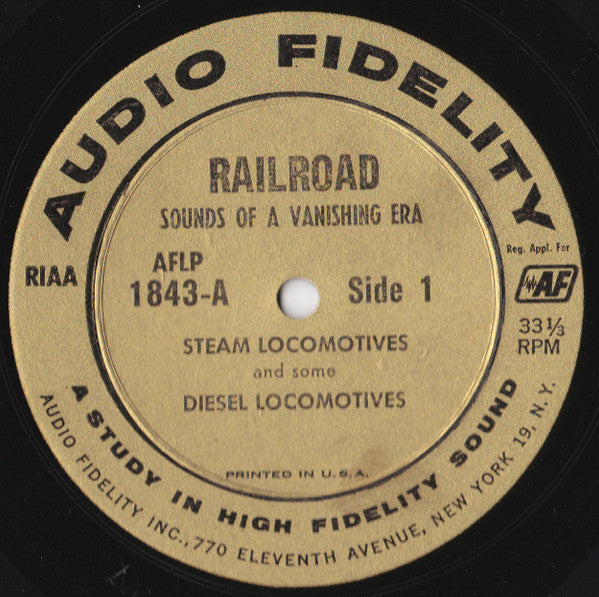 AUDIO FIDELITY
RAILROAD
SOUNDS OF A VANISHING ERA
Reg. Appl. For
AF
RIAA
AFLP
1843-A
Side 1
33⅓
RPM
STEAM LOCOMOTIVES
and some
DIESEL LOCOMOTIVES
PRINTED IN U.S.A.
A STUDY IN HIGH FIDELITY SOUND
AUDIO FIDELITY INC., 770 ELEVENTH AVENUE, NEW YORK 19, N.Y.